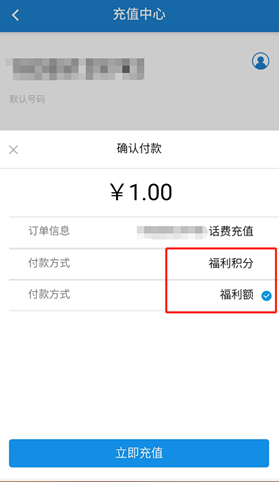 充值中心
默认号码
确认付款
￥1.00
订单信息 话费充值
付款方式 福利积分
付款方式 福利额
立即充值